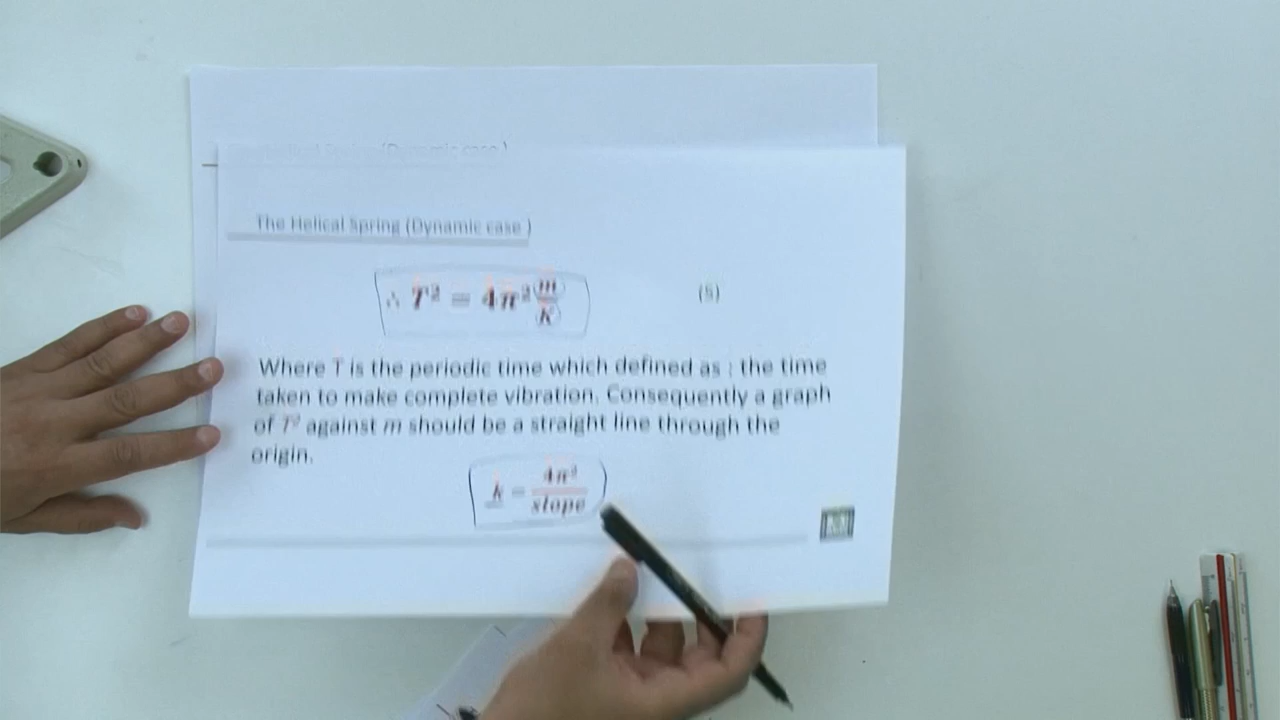 The Helical Spring (Dynamic case )
∴ T² = 4π² m/k (5)
Where T is the periodic time which defined as : the time
taken to make complete vibration. Consequently a graph
of T² against m should be a straight line through the
origin.
k = 4π²/slope